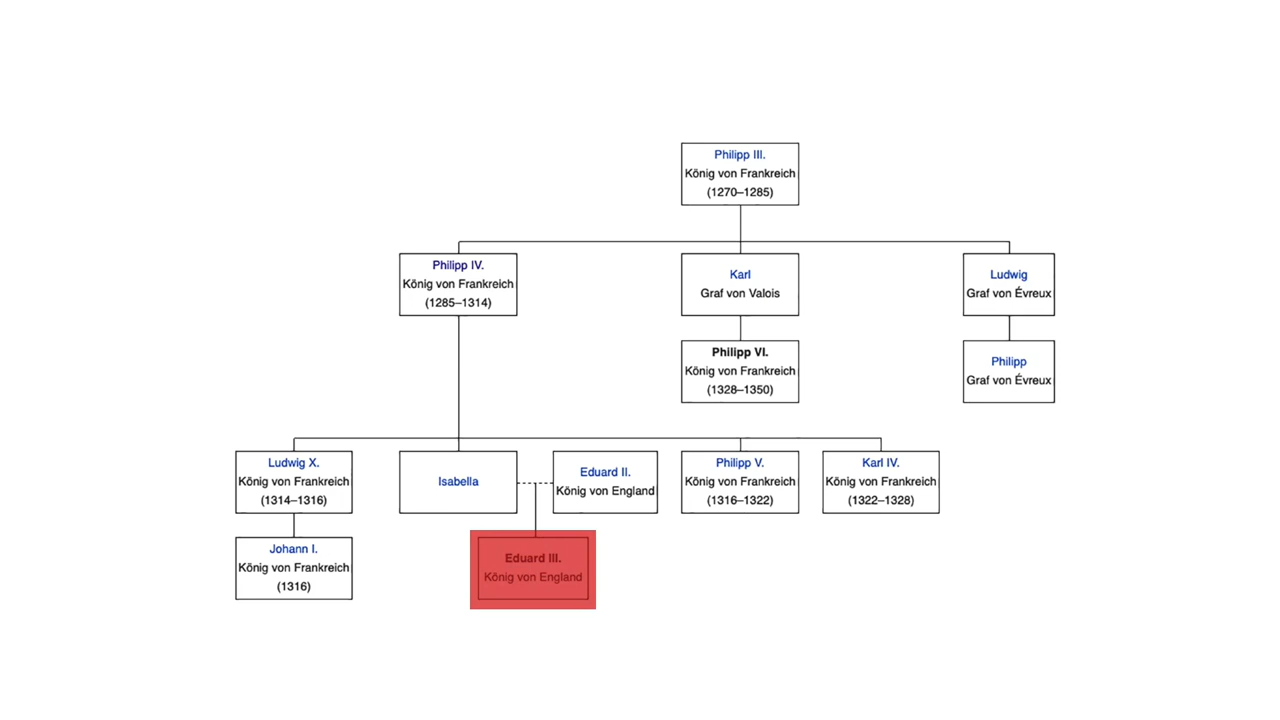 Philipp III.
König von Frankreich
(1270–1285)
Philipp IV.
König von Frankreich
(1285–1314)
Karl
Graf von Valois
Ludwig
Graf von Évreux
Philipp VI.
König von Frankreich
(1328–1350)
Philipp
Graf von Évreux
Ludwig X.
König von Frankreich
(1314–1316)
Isabella
Eduard II.
König von England
Philipp V.
König von Frankreich
(1316–1322)
Karl IV.
König von Frankreich
(1322–1328)
Johann I.
König von Frankreich
(1316)
Eduard III.
König von England